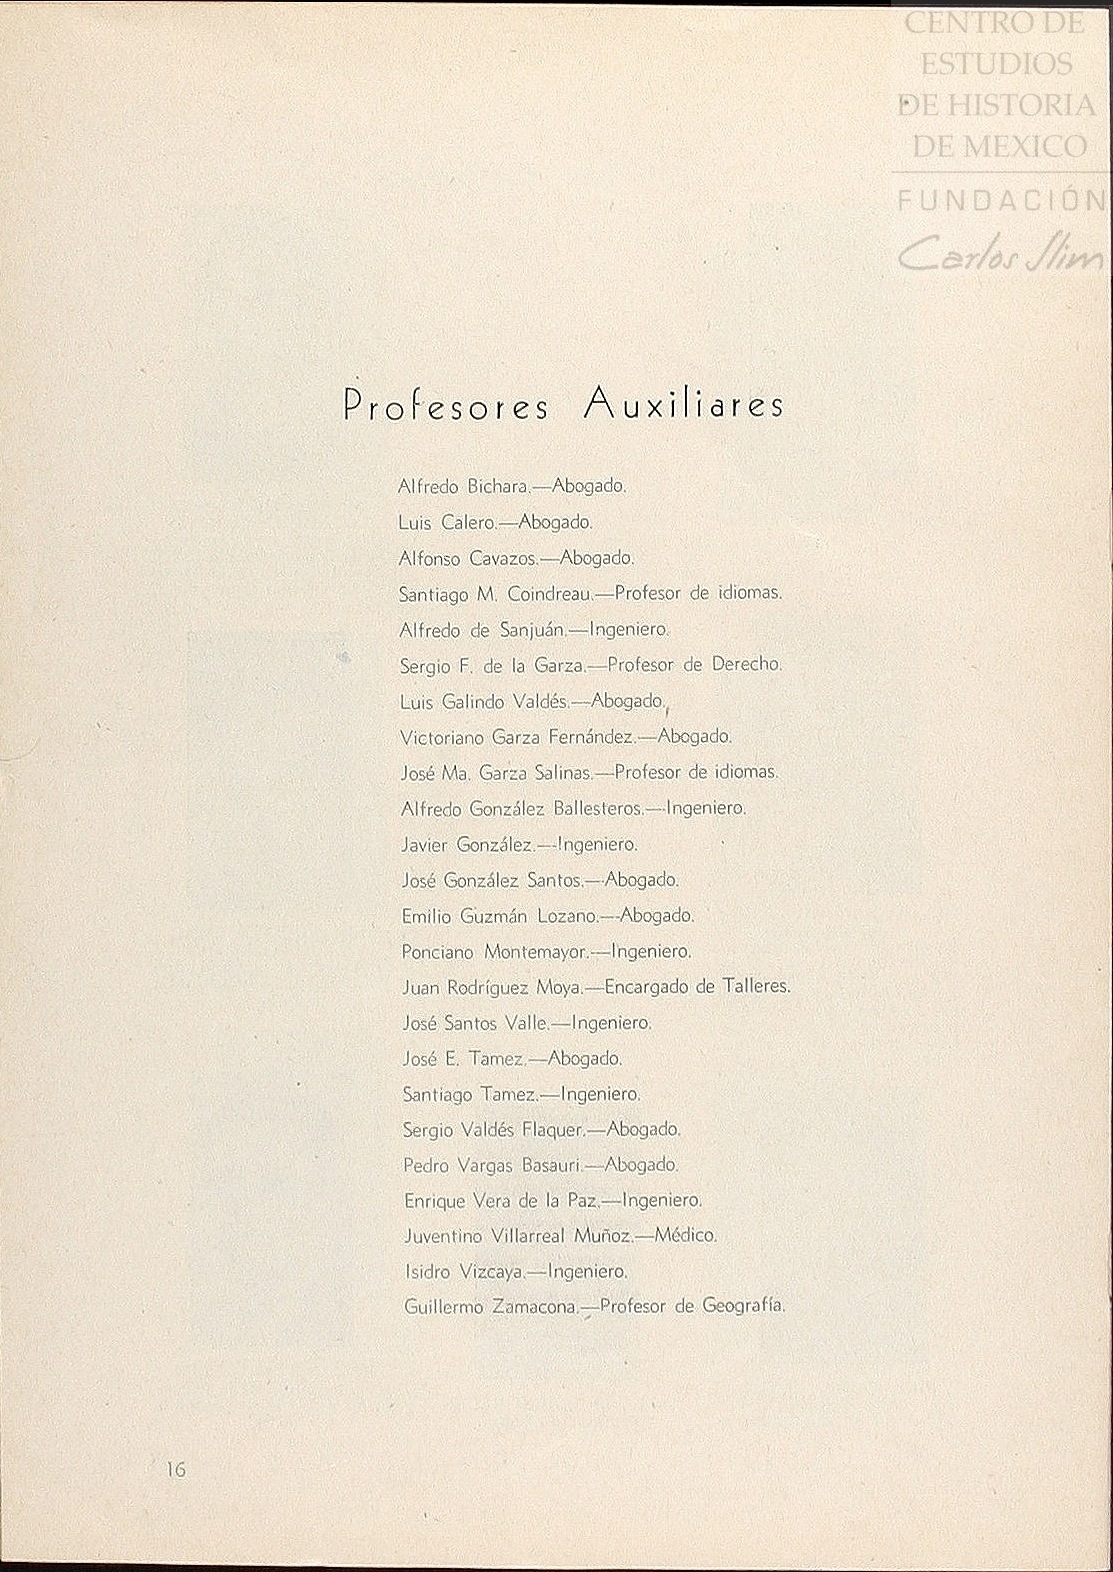 CENTRO DE
ESTUDIOS
DE HISTORIA
DE MEXICO
FUNDACIÓN
Carlos Slim
Profesores Auxiliares
Alfredo Bichara.—Abogado.
Luis Calero.—Abogado.
Alfonso Cavazos.—Abogado.
Santiago M. Coindreau.—Profesor de idiomas.
Alfredo de Sanjuán.—Ingeniero.
Sergio F. de la Garza.—Profesor de Derecho.
Luis Galindo Valdés.—Abogado.
Victoriano Garza Fernández.—Abogado.
José Ma. Garza Salinas.—Profesor de idiomas.
Alfredo González Ballesteros.—Ingeniero.
Javier González.—Ingeniero.
José González Santos.—Abogado.
Emilio Guzmán Lozano.—Abogado.
Ponciano Montemayor.—Ingeniero.
Juan Rodríguez Moya.—Encargado de Talleres.
José Santos Valle.—Ingeniero.
José E. Tamez.—Abogado.
Santiago Tamez.—Ingeniero.
Sergio Valdés Flaquer.—Abogado.
Pedro Vargas Basauri.—Abogado.
Enrique Vera de la Paz.—Ingeniero.
Juventino Villarreal Muñoz.—Médico.
Isidro Vizcaya.—Ingeniero.
Guillermo Zamacona.—Profesor de Geografía.
16